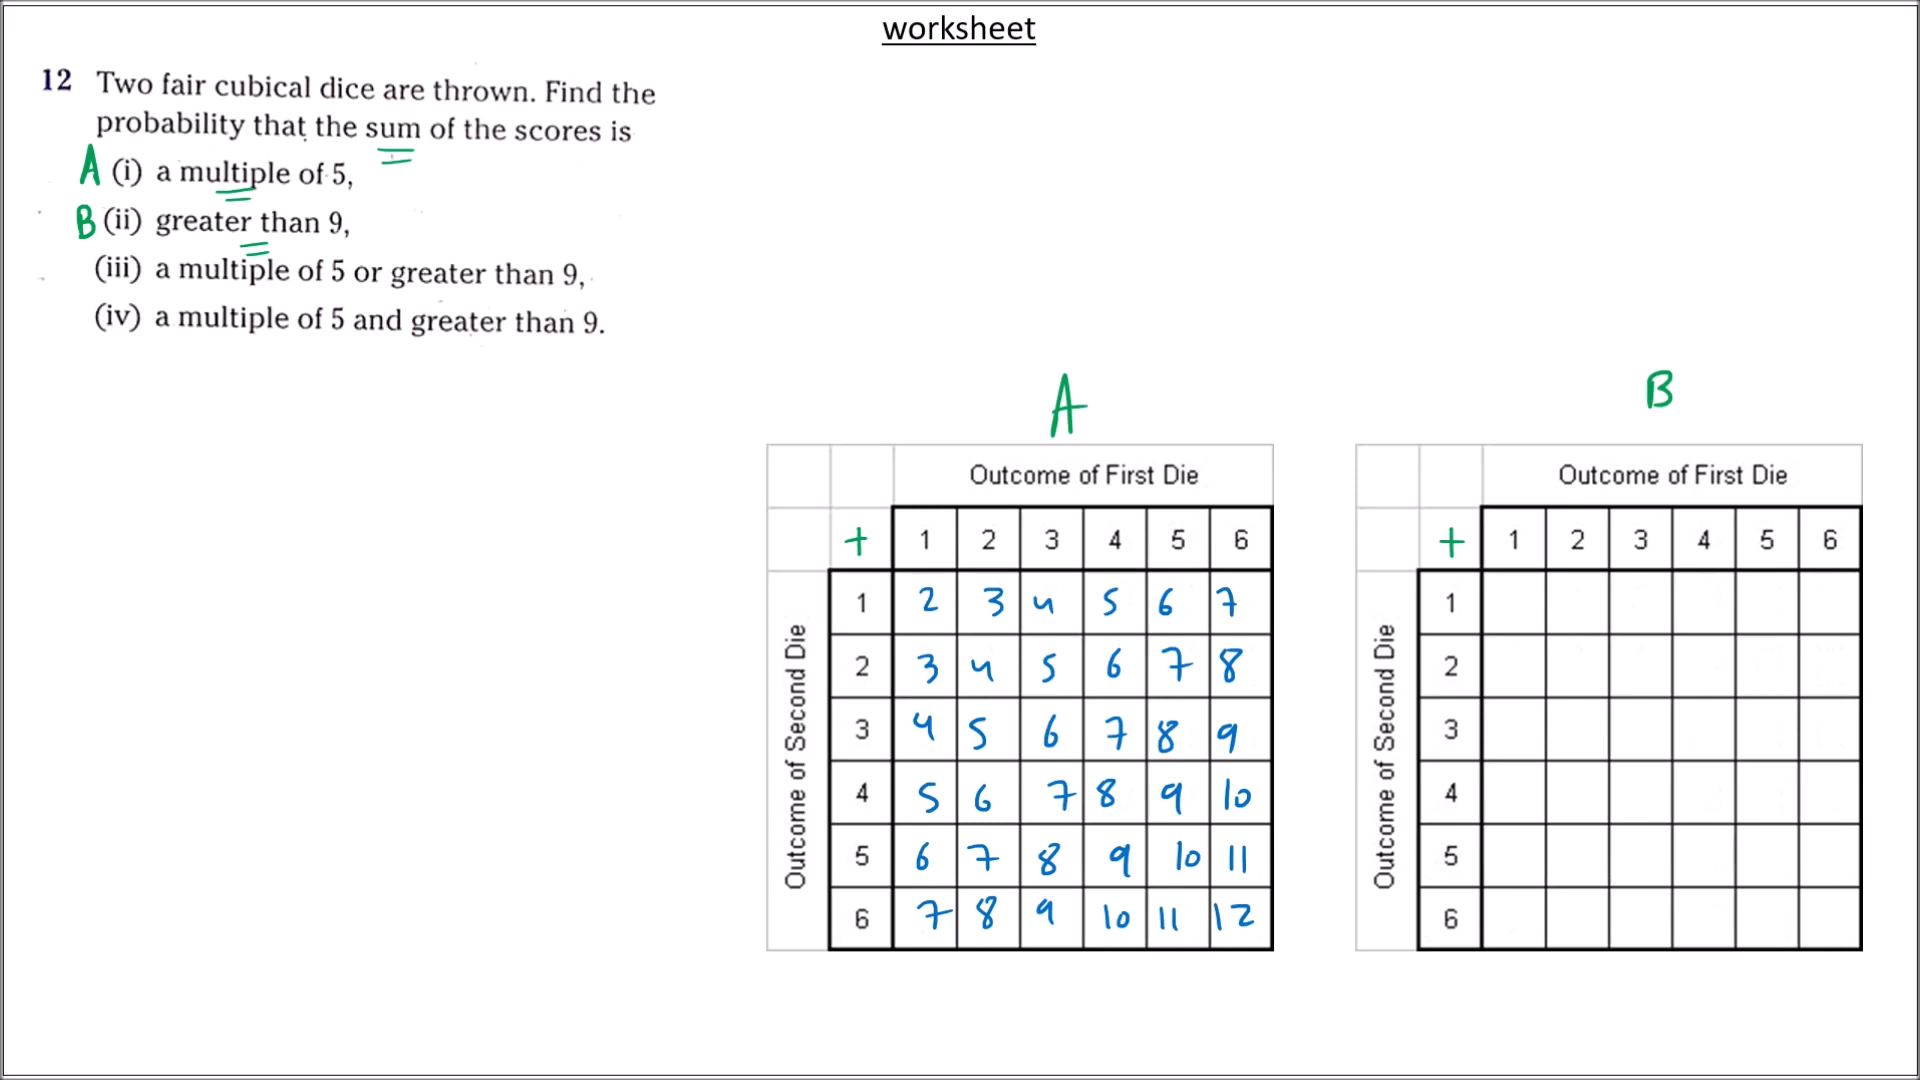 worksheet
12 Two fair cubical dice are thrown. Find the
probability that the sum of the scores is
A (i) a multiple of 5,
B (ii) greater than 9,
(iii) a multiple of 5 or greater than 9,
(iv) a multiple of 5 and greater than 9.
A
Outcome of First Die
+ 1 2 3 4 5 6
Outcome of Second Die
1 2 3 4 5 6 7
2 3 4 5 6 7 8
3 4 5 6 7 8 9
4 5 6 7 8 9 10
5 6 7 8 9 10 11
6 7 8 9 10 11 12
B
Outcome of First Die
+ 1 2 3 4 5 6
Outcome of Second Die
1
2
3
4
5
6